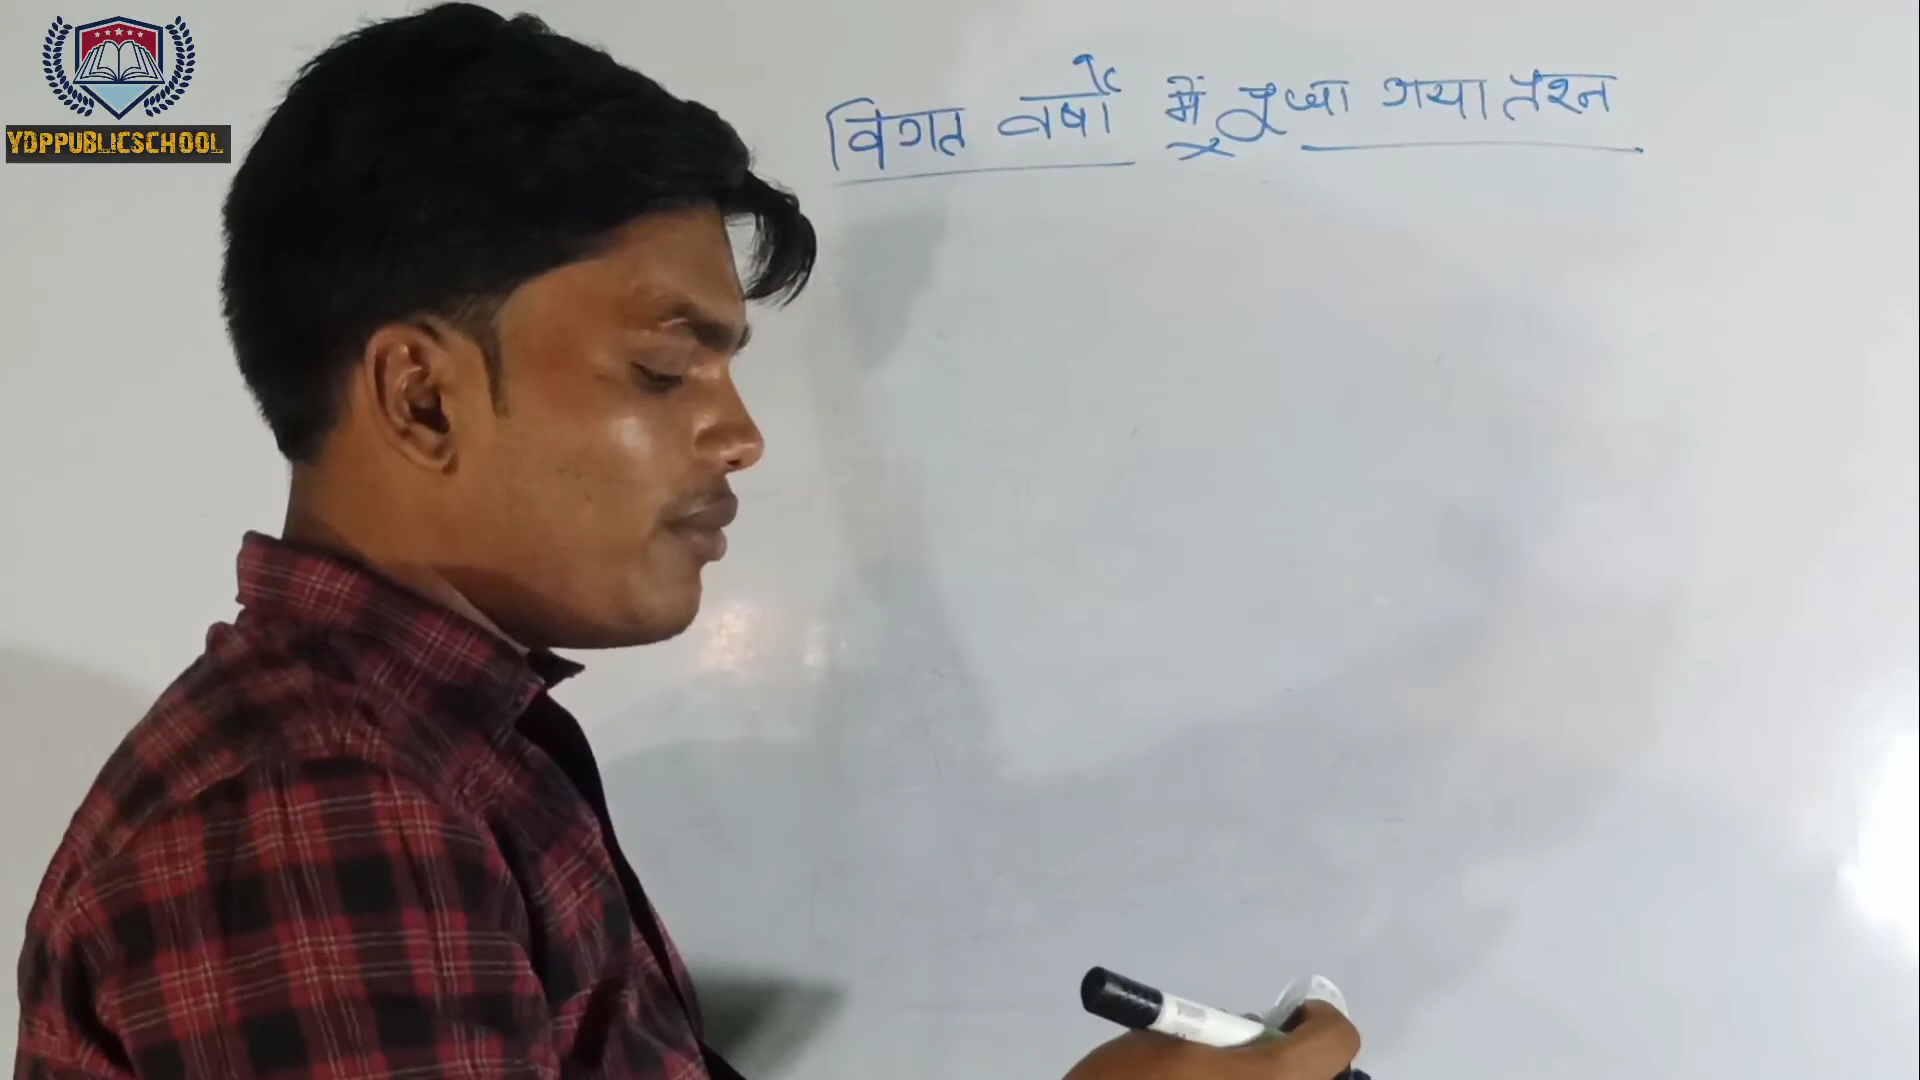 YDPPUBLICSCHOOL
विगत वर्षों में पूछा गया प्रश्न